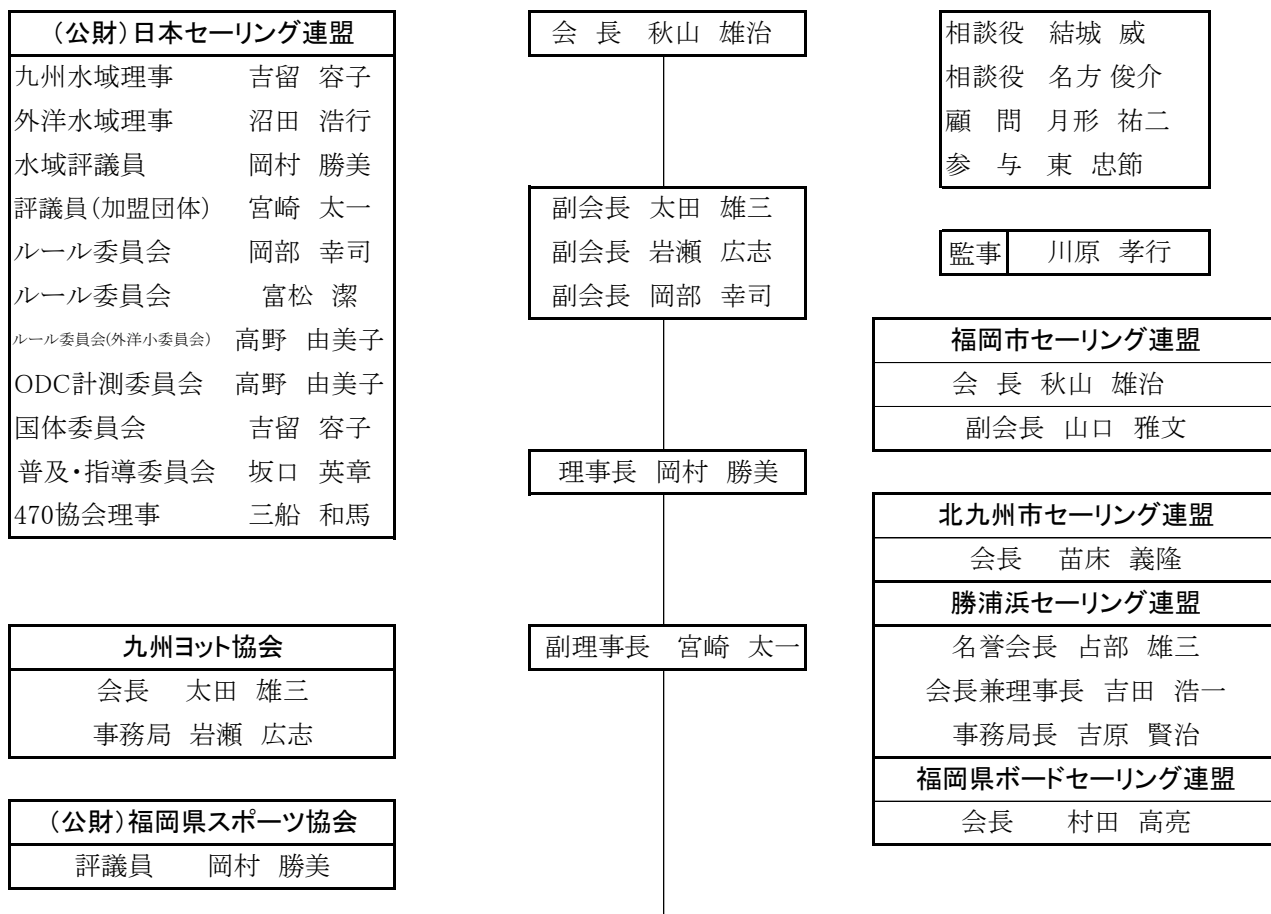 （公財）日本セーリング連盟
九州水域理事 吉留 容子
外洋水域理事 沼田 浩行
水域評議員 岡村 勝美
評議員（加盟団体） 宮崎 太一
ルール委員会 岡部 幸司
ルール委員会 富松 潔
ルール委員会(外洋小委員会) 高野 由美子
ODC計測委員会 高野 由美子
国体委員会 吉留 容子
普及・指導委員会 坂口 英章
470協会理事 三船 和馬
九州ヨット協会
会長 太田 雄三
事務局 岩瀬 広志
（公財）福岡県スポーツ協会
評議員 岡村 勝美
会 長 秋山 雄治
副会長 太田 雄三
副会長 岩瀬 広志
副会長 岡部 幸司
理事長 岡村 勝美
副理事長 宮崎 太一
相談役 結城 威
相談役 名方 俊介
顧 問 月形 祐二
参 与 東 忠節
監事 川原 孝行
福岡市セーリング連盟
会 長 秋山 雄治
副会長 山口 雅文
北九州市セーリング連盟
会長 苗床 義隆
勝浦浜セーリング連盟
名誉会長 占部 雄三
会長兼理事長 吉田 浩一
事務局長 吉原 賢治
福岡県ボードセーリング連盟
会長 村田 高亮